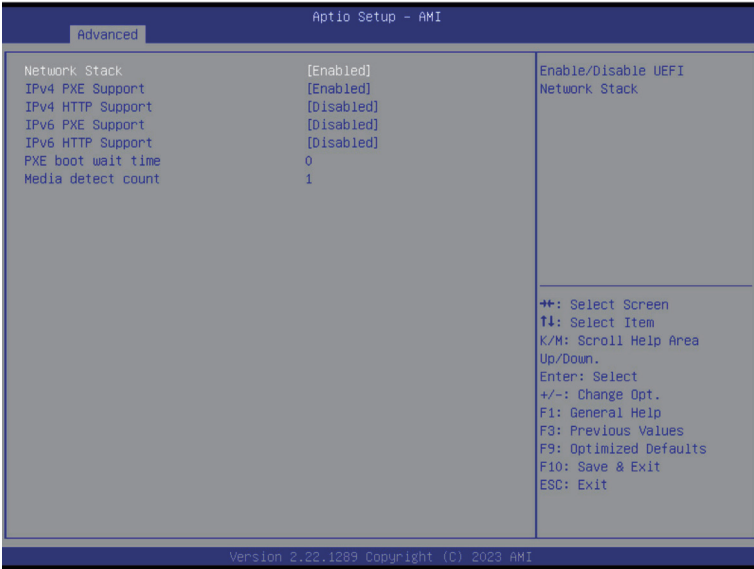 Aptio Setup – AMI
Advanced
Network Stack [Enabled]
IPv4 PXE Support [Enabled]
IPv4 HTTP Support [Disabled]
IPv6 PXE Support [Disabled]
IPv6 HTTP Support [Disabled]
PXE boot wait time 0
Media detect count 1
Enable/Disable UEFI
Network Stack
→←: Select Screen
↑↓: Select Item
K/M: Scroll Help Area
Up/Down.
Enter: Select
+/-: Change Opt.
F1: General Help
F3: Previous Values
F9: Optimized Defaults
F10: Save & Exit
ESC: Exit
Version 2.22.1289 Copyright (C) 2023 AMI